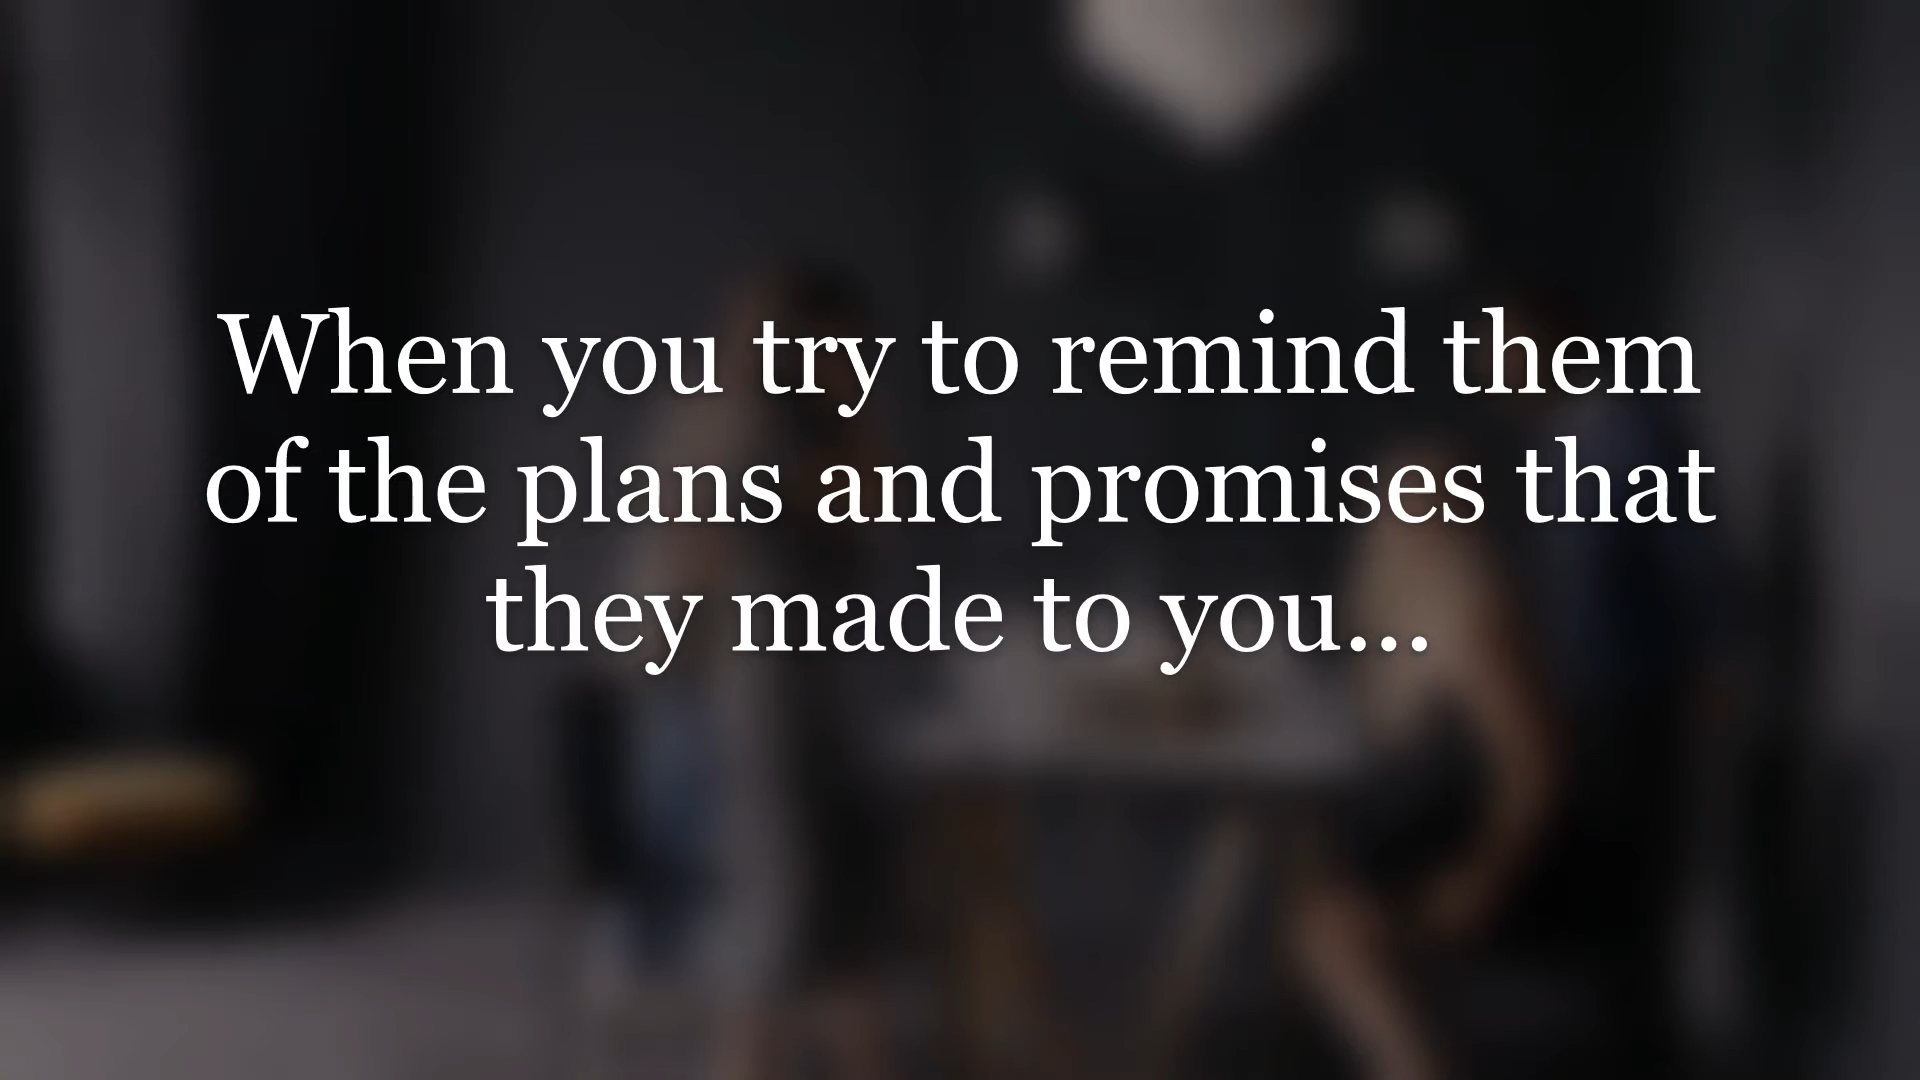 When you try to remind them
of the plans and promises that
they made to you...